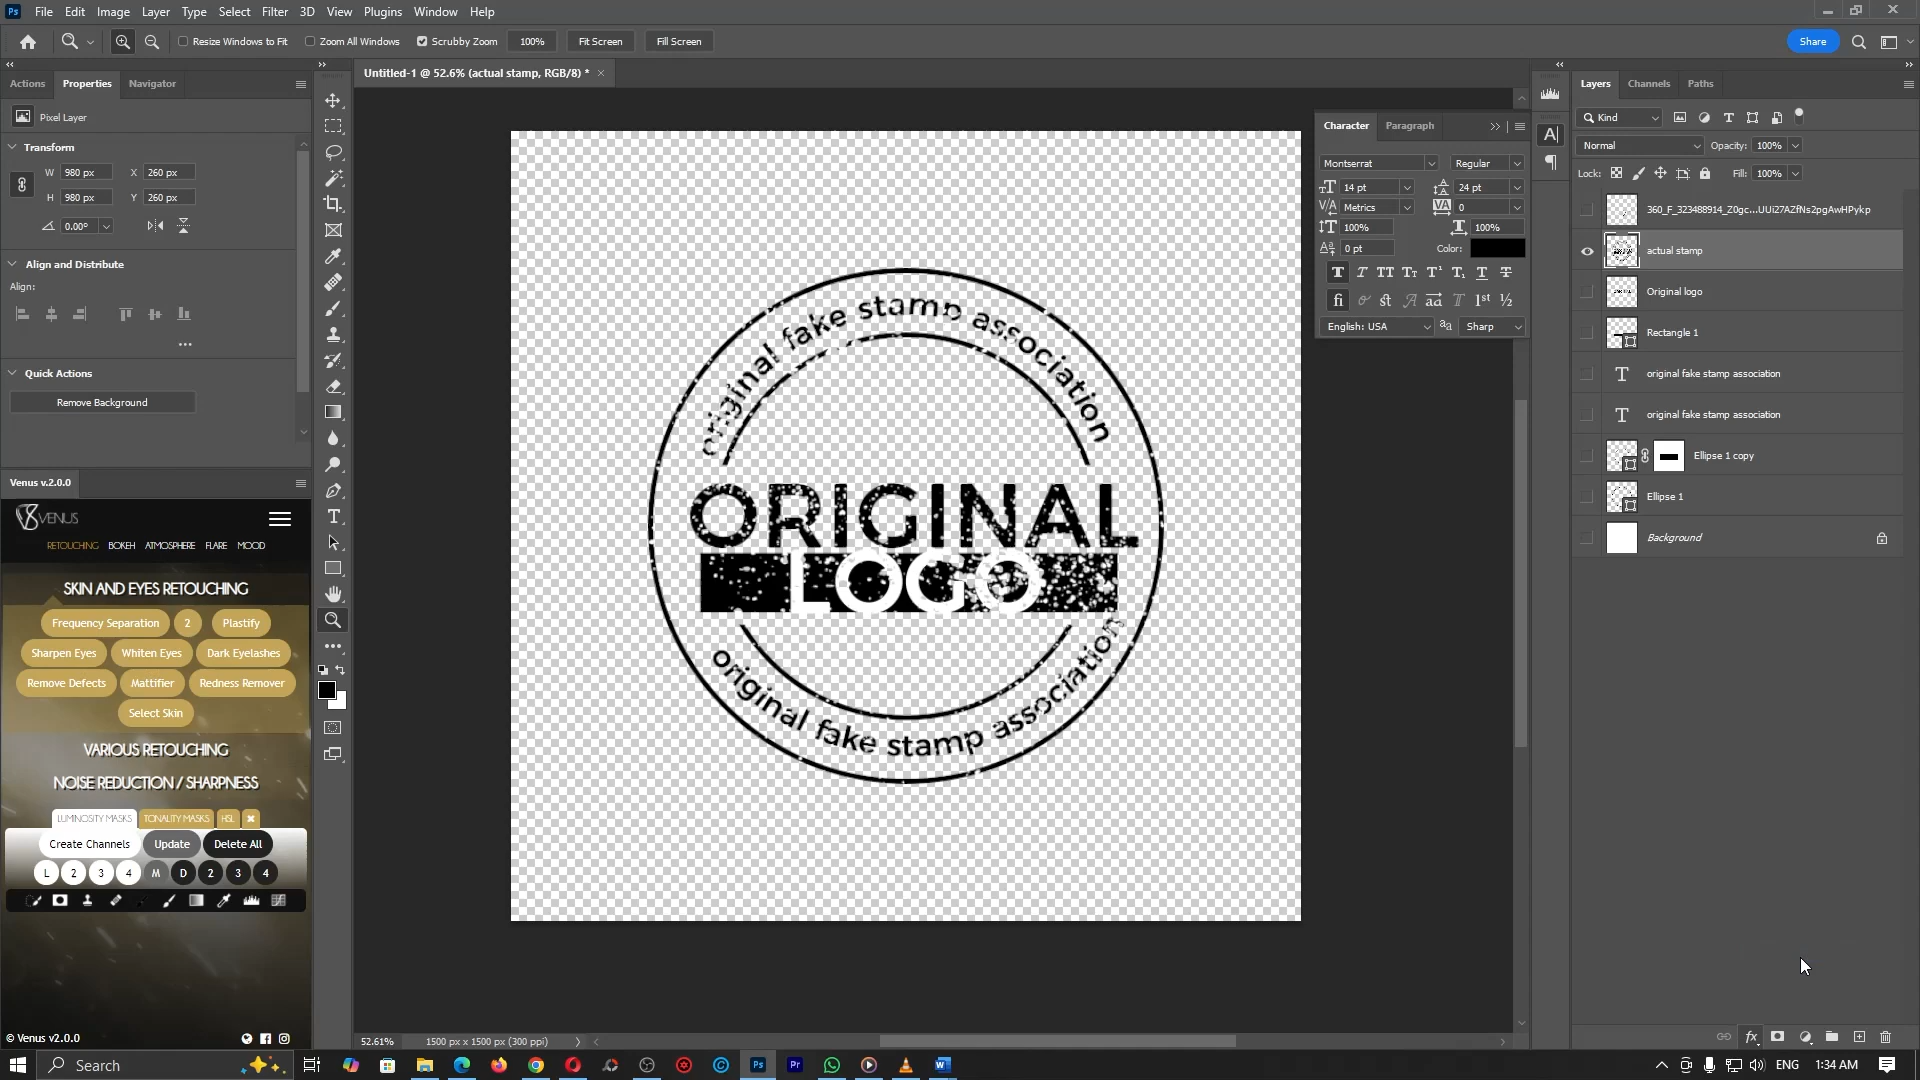 Ps File Edit Image Layer Type Select Filter 3D View Plugins Window Help
Resize Windows to Fit Zoom All Windows Scrubby Zoom 100% Fit Screen Fill Screen Share
Actions Properties Navigator
Pixel Layer
Transform
W 980 px X 260 px
H 980 px Y 260 px
0.00°
Align and Distribute
Align:
Quick Actions
Remove Background
Venus v.2.0.0
VENUS
RETOUCHING BOKEH ATMOSPHERE FLARE MOOD
SKIN AND EYES RETOUCHING
Frequency Separation 2 Plastify
Sharpen Eyes Whiten Eyes Dark Eyelashes
Remove Defects Mattifier Redness Remover
Select Skin
VARIOUS RETOUCHING
NOISE REDUCTION / SHARPNESS
LUMINOSITY MASKS TONALITY MASKS HSL
Create Channels Update Delete All
L 2 3 4 M D 2 3 4
© Venus v2.0.0
Untitled-1 @ 52.6% (actual stamp, RGB/8) *
original fake stamp association
ORIGINAL
LOGO
original fake stamp association
52.61% 1500 px x 1500 px (300 ppi)
Character Paragraph
Montserrat Regular
14 pt 24 pt
Metrics 0
100% 100%
0 pt Color:
English: USA Sharp
Layers Channels Paths
Kind
Normal Opacity: 100%
Lock: Fill: 100%
360_F_323488914_Z0gc...UUi27AZfNs2pgAwHPykp
actual stamp
Original logo
Rectangle 1
original fake stamp association
original fake stamp association
Ellipse 1 copy
Ellipse 1
Background
Search
ENG 1:34 AM